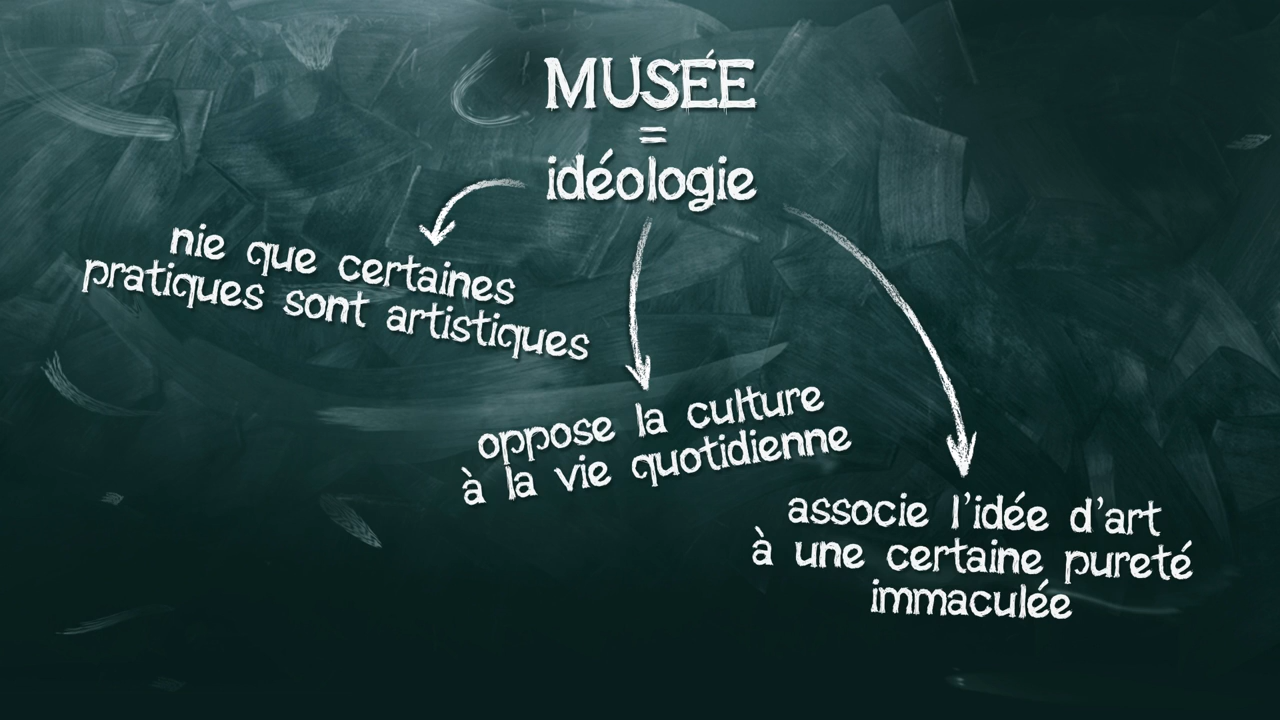 MUSÉE
=
idéologie
nie que certaines
pratiques sont artistiques
oppose la culture
à la vie quotidienne
associe l'idée d'art
à une certaine pureté
immaculée